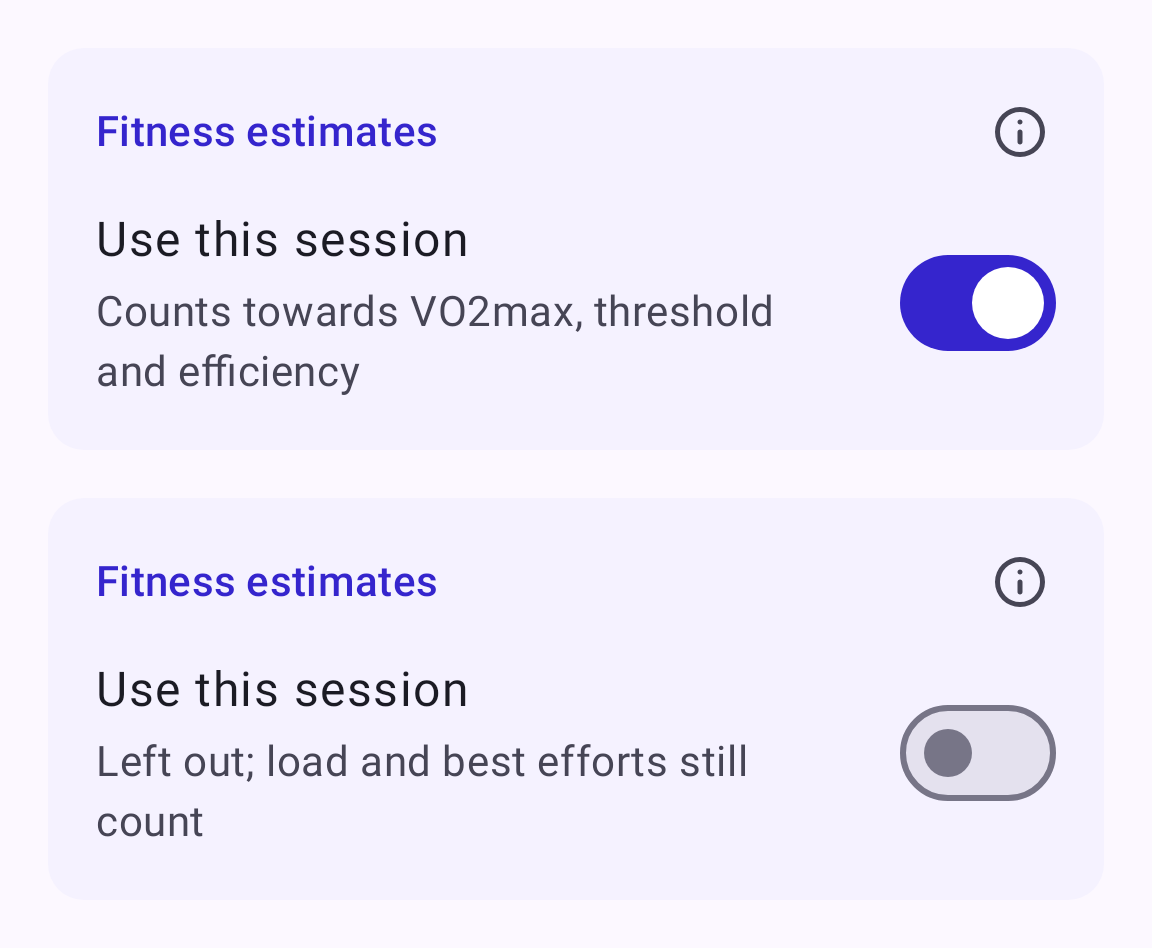 Fitness estimates
Use this session
Counts towards VO2max, threshold
and efficiency
Fitness estimates
Use this session
Left out; load and best efforts still
count